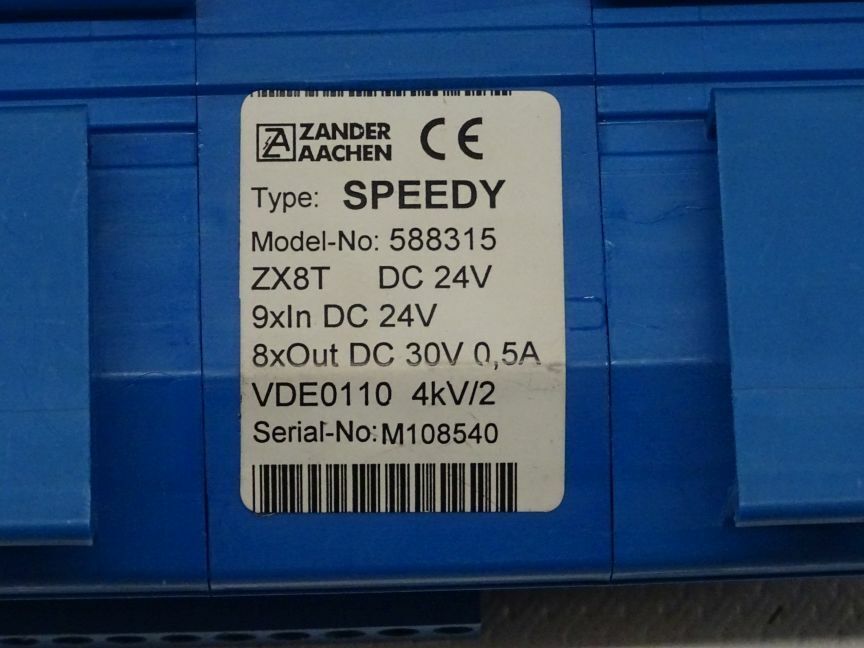 ZANDER
AACHEN
CE
Type: SPEEDY
Model-No: 588315
ZX8T DC 24V
9xIn DC 24V
8xOut DC 30V 0,5A
VDE0110 4kV/2
Serial-No: M108540